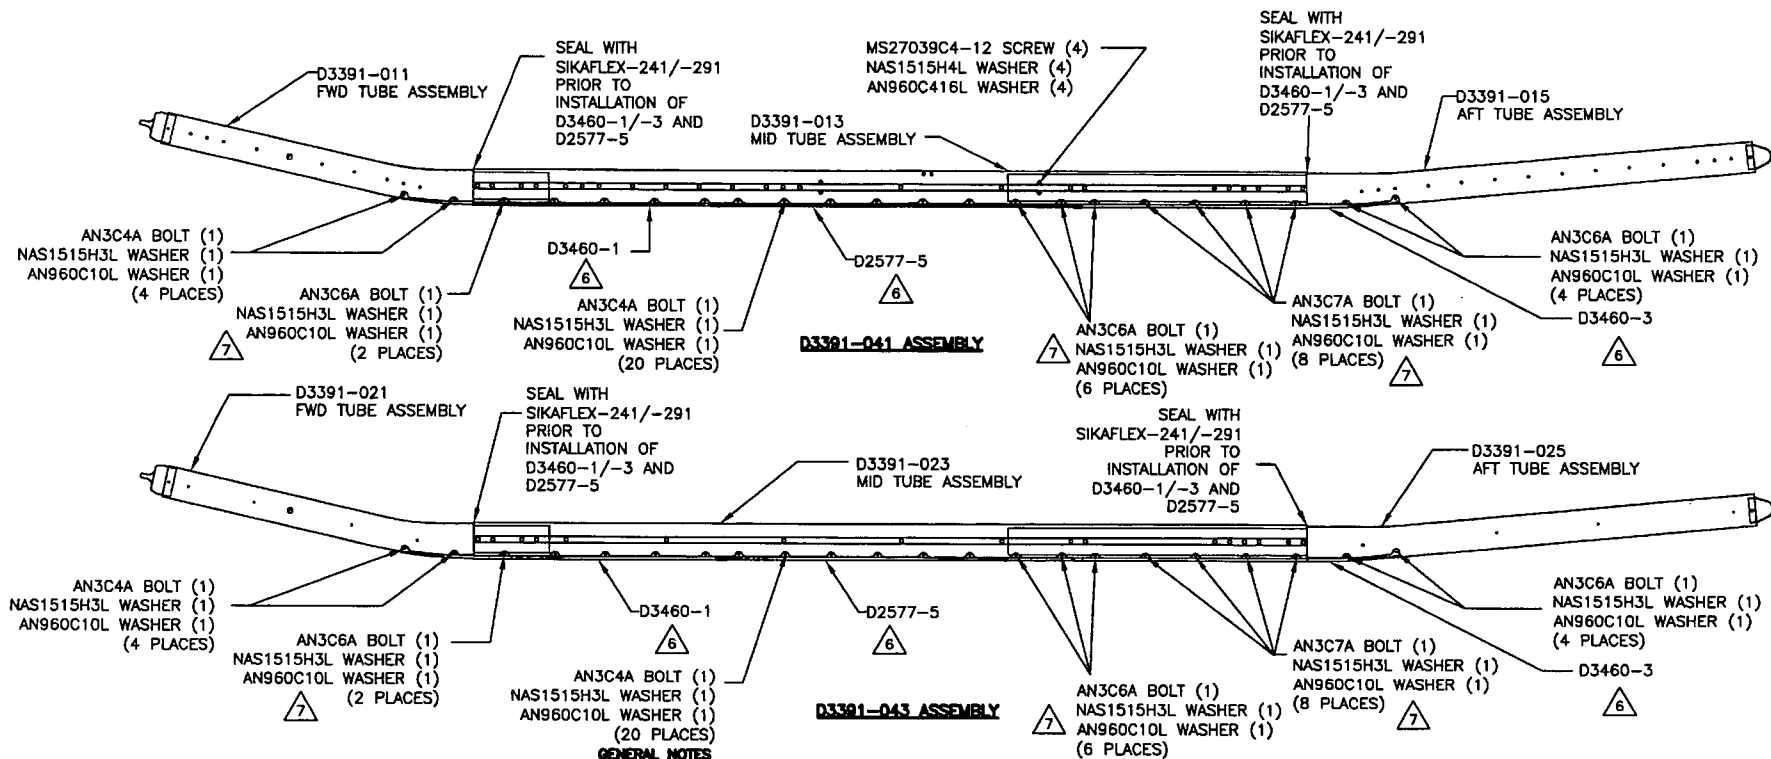 D3391-011
FWD TUBE ASSEMBLY
SEAL WITH
SIKAFLEX-241/-291
PRIOR TO
INSTALLATION OF
D3460-1/-3 AND
D2577-5
MS27039C4-12 SCREW (4)
NAS1515H4L WASHER (4)
AN960C416L WASHER (4)
D3391-013
MID TUBE ASSEMBLY
SEAL WITH
SIKAFLEX-241/-291
PRIOR TO
INSTALLATION OF
D3460-1/-3 AND
D2577-5
D3391-015
AFT TUBE ASSEMBLY
AN3C4A BOLT (1)
NAS1515H3L WASHER (1)
AN960C10L WASHER (1)
(4 PLACES)
AN3C6A BOLT (1)
NAS1515H3L WASHER (1)
AN960C10L WASHER (1)
(2 PLACES)
7
D3460-1
6
AN3C4A BOLT (1)
NAS1515H3L WASHER (1)
AN960C10L WASHER (1)
(20 PLACES)
D2577-5
6
D3391-041 ASSEMBLY
7
AN3C6A BOLT (1)
NAS1515H3L WASHER (1)
AN960C10L WASHER (1)
(6 PLACES)
AN3C7A BOLT (1)
NAS1515H3L WASHER (1)
AN960C10L WASHER (1)
(8 PLACES)
7
AN3C6A BOLT (1)
NAS1515H3L WASHER (1)
AN960C10L WASHER (1)
(4 PLACES)
D3460-3
6
D3391-021
FWD TUBE ASSEMBLY
SEAL WITH
SIKAFLEX-241/-291
PRIOR TO
INSTALLATION OF
D3460-1/-3 AND
D2577-5
D3391-023
MID TUBE ASSEMBLY
SEAL WITH
SIKAFLEX-241/-291
PRIOR TO
INSTALLATION OF
D3460-1/-3 AND
D2577-5
D3391-025
AFT TUBE ASSEMBLY
AN3C4A BOLT (1)
NAS1515H3L WASHER (1)
AN960C10L WASHER (1)
(4 PLACES)
AN3C6A BOLT (1)
NAS1515H3L WASHER (1)
AN960C10L WASHER (1)
(2 PLACES)
7
D3460-1
6
AN3C4A BOLT (1)
NAS1515H3L WASHER (1)
AN960C10L WASHER (1)
(20 PLACES)
D2577-5
6
D3391-043 ASSEMBLY
7
AN3C6A BOLT (1)
NAS1515H3L WASHER (1)
AN960C10L WASHER (1)
(6 PLACES)
AN3C7A BOLT (1)
NAS1515H3L WASHER (1)
AN960C10L WASHER (1)
(8 PLACES)
7
AN3C6A BOLT (1)
NAS1515H3L WASHER (1)
AN960C10L WASHER (1)
(4 PLACES)
D3460-3
6
GENERAL NOTES